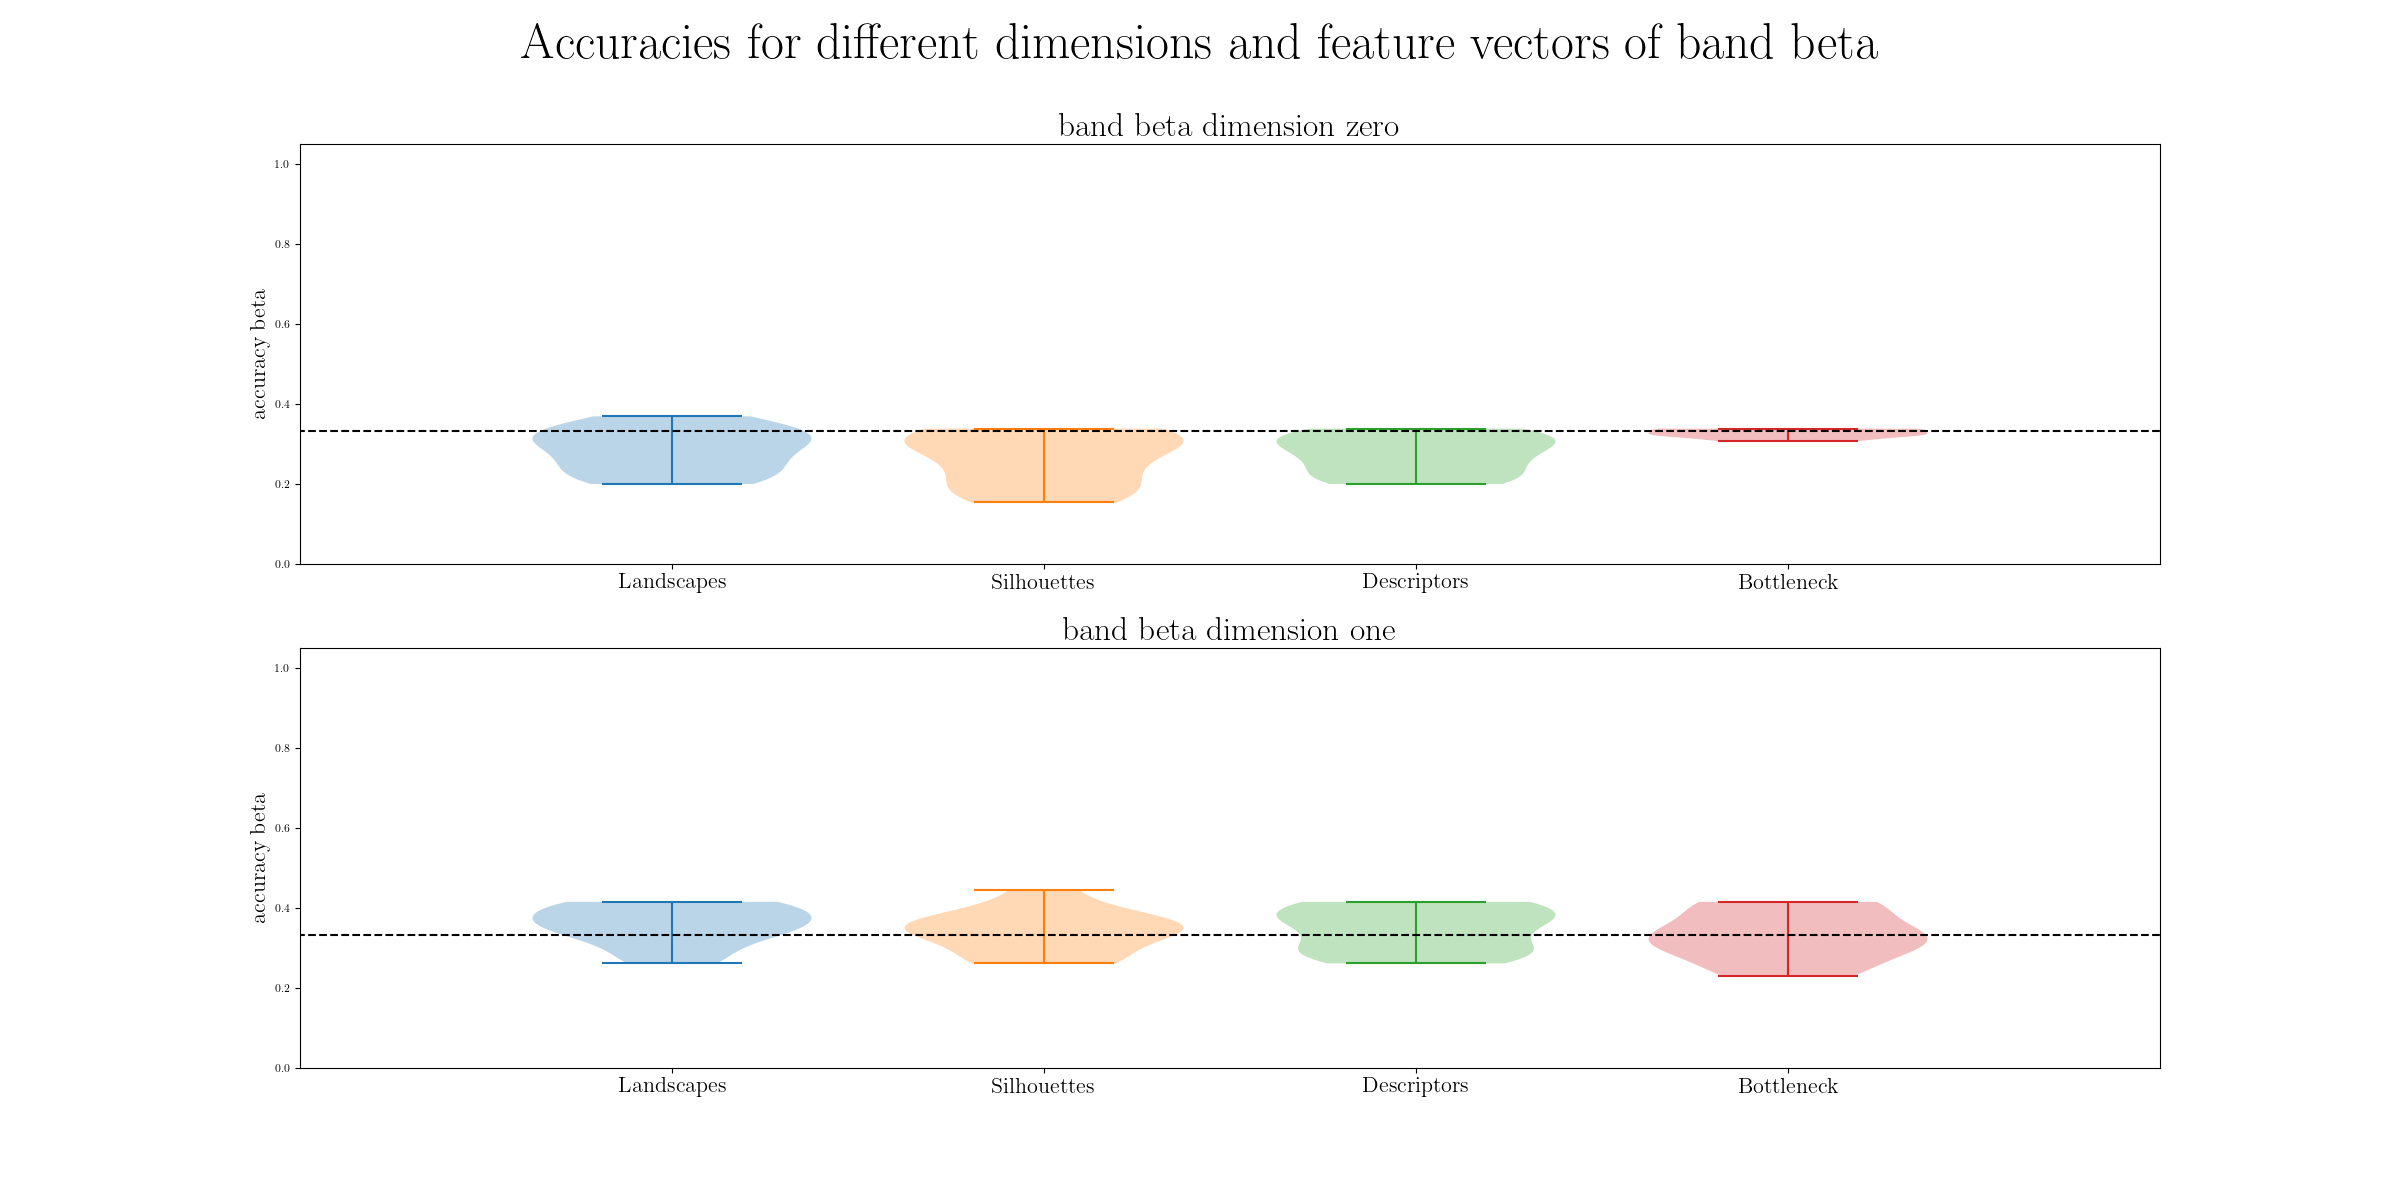 Accuracies for different dimensions and feature vectors of band beta
band beta dimension zero
accuracy beta
1.0
0.8
0.6
0.4
0.2
0.0
Landscapes Silhouettes Descriptors Bottleneck
band beta dimension one
accuracy beta
1.0
0.8
0.6
0.4
0.2
0.0
Landscapes Silhouettes Descriptors Bottleneck